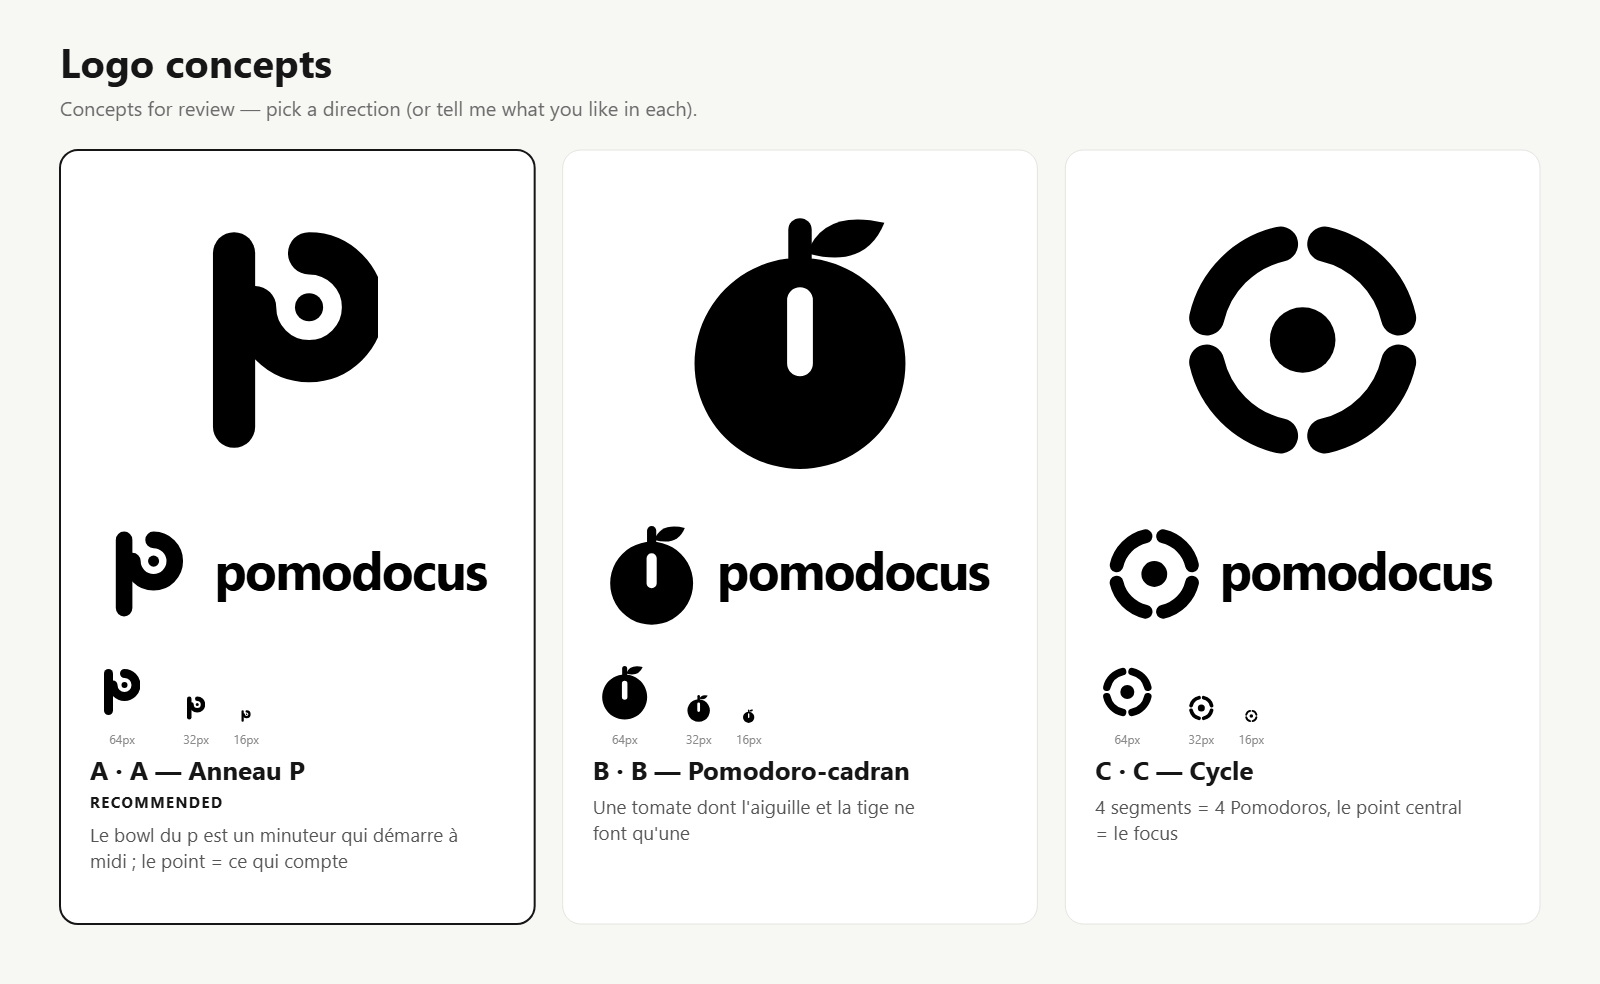 Logo concepts
Concepts for review — pick a direction (or tell me what you like in each).
pomodocus
64px 32px 16px
A · A — Anneau P
RECOMMENDED
Le bowl du p est un minuteur qui démarre à
midi ; le point = ce qui compte
pomodocus
64px 32px 16px
B · B — Pomodoro-cadran
Une tomate dont l'aiguille et la tige ne
font qu'une
pomodocus
64px 32px 16px
C · C — Cycle
4 segments = 4 Pomodoros, le point central
= le focus